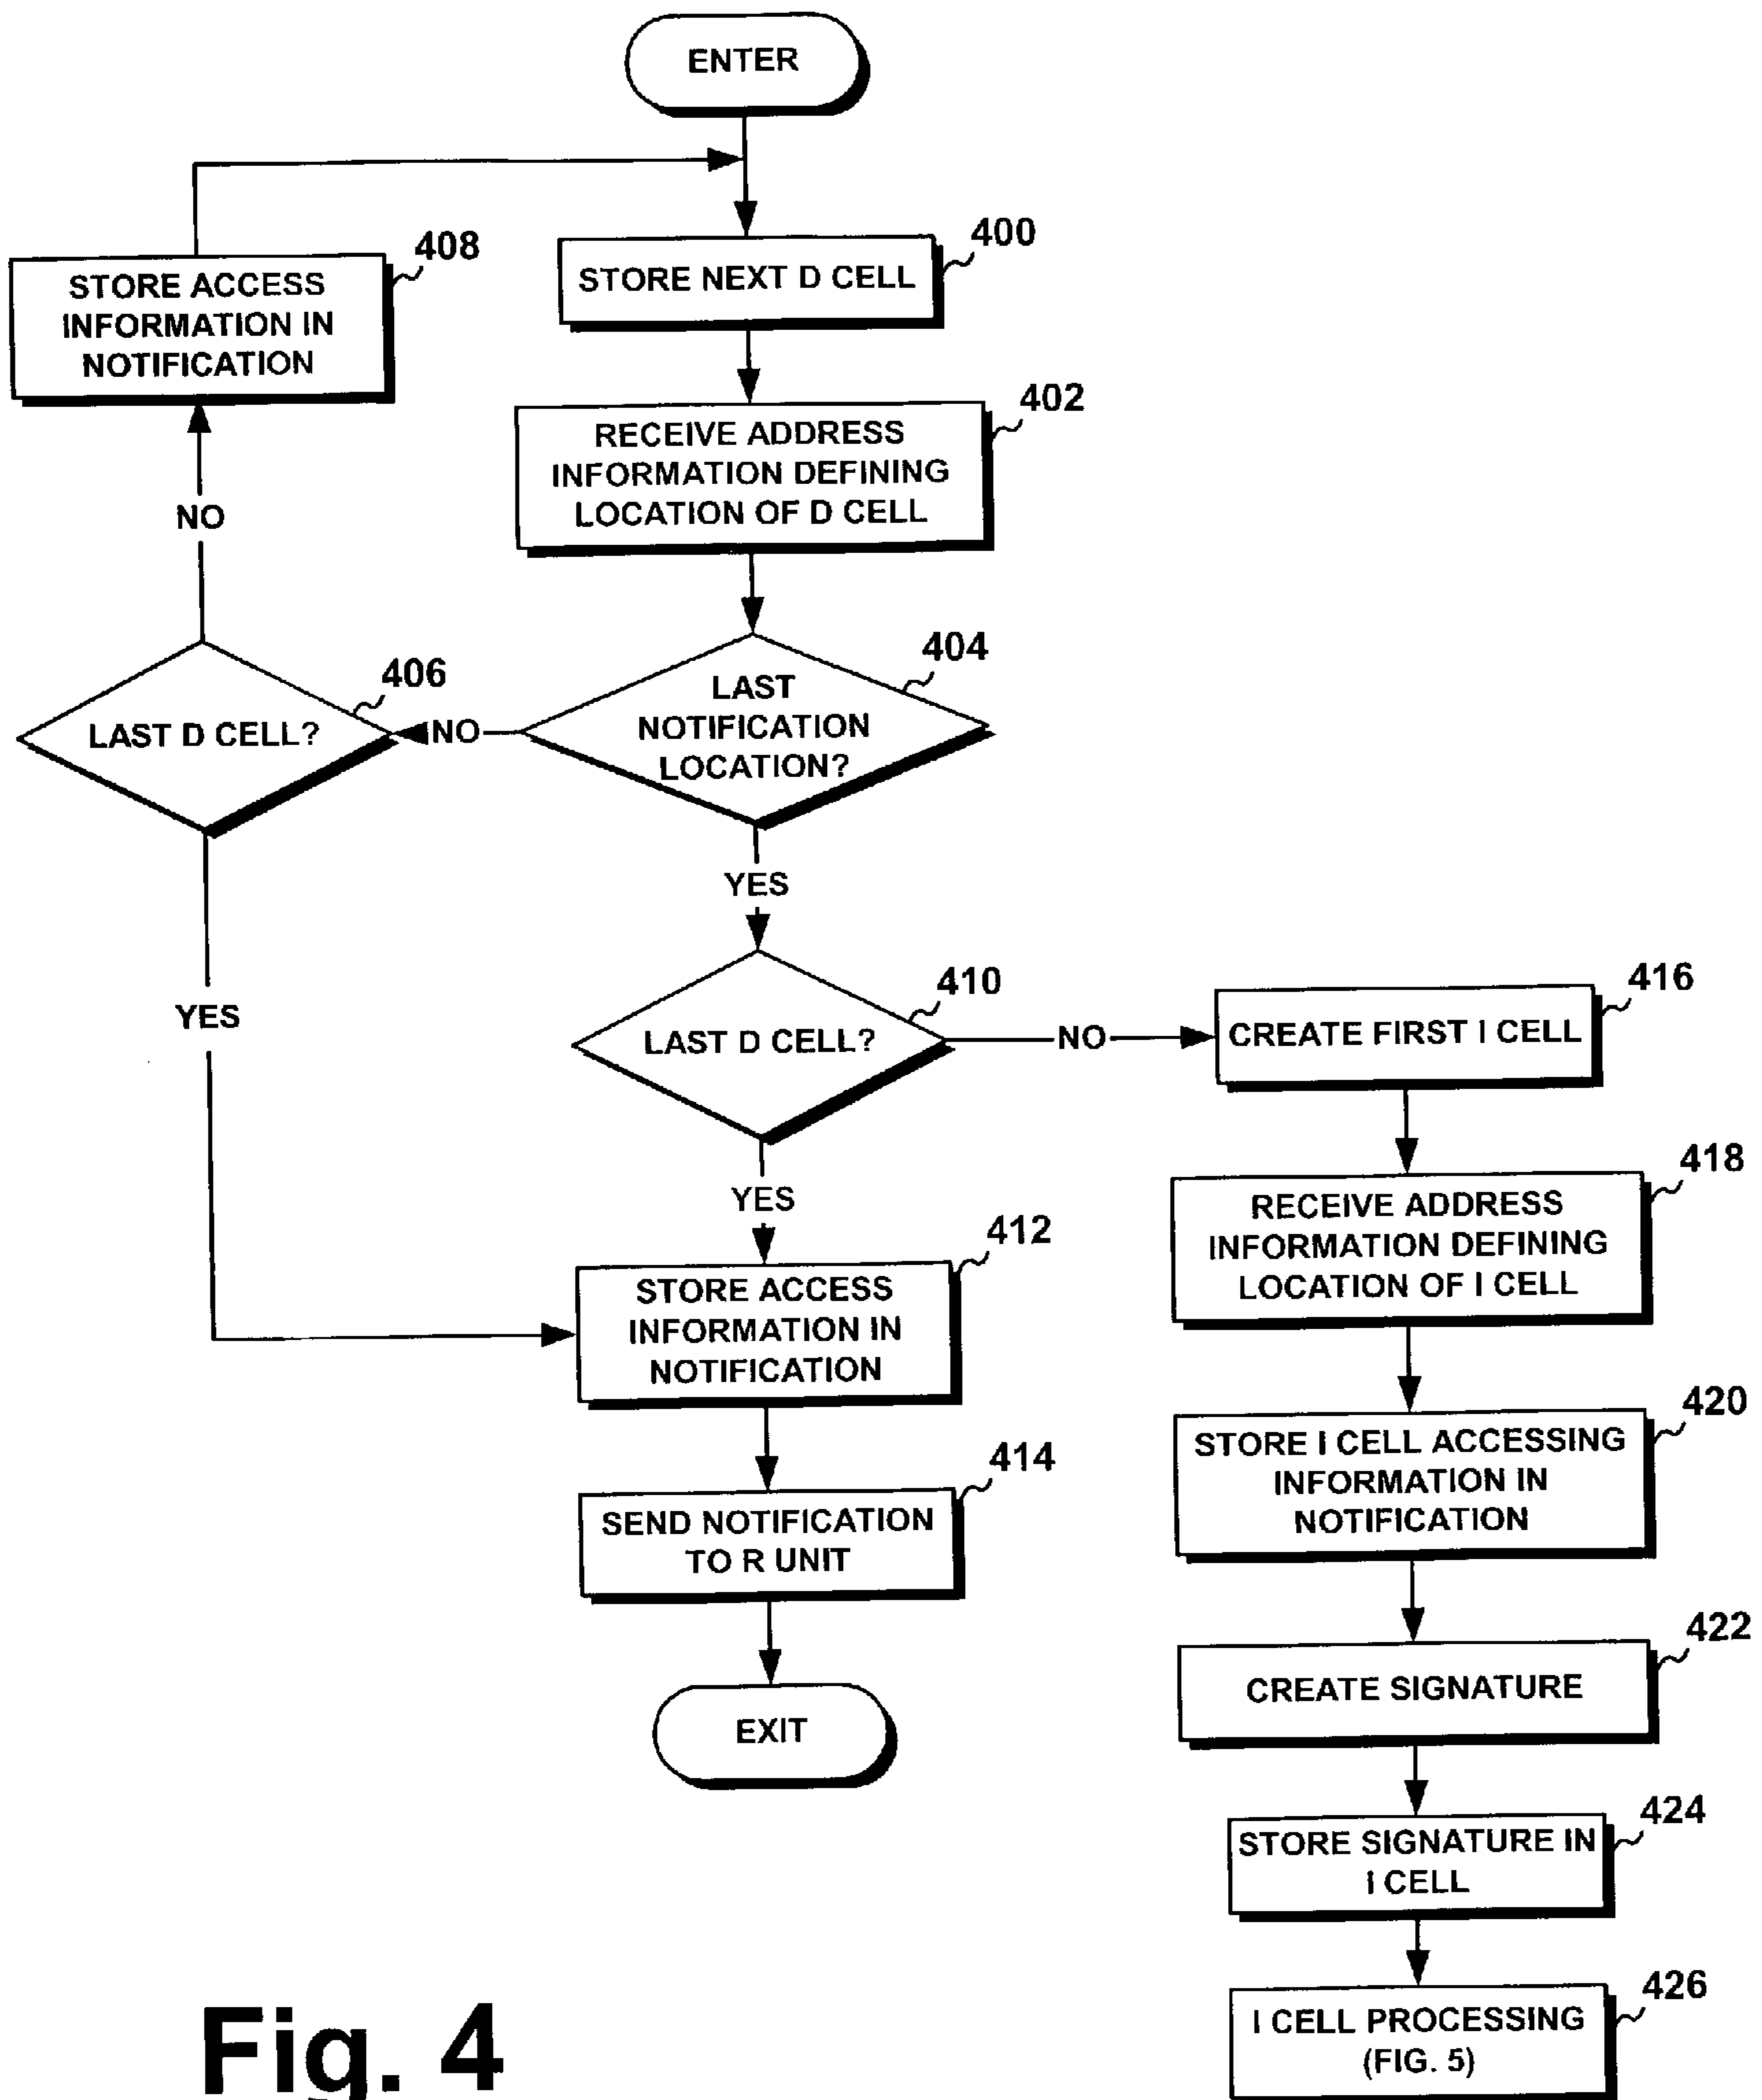 ENTER
408
STORE ACCESS
INFORMATION IN
NOTIFICATION
400
STORE NEXT D CELL
402
RECEIVE ADDRESS
INFORMATION DEFINING
LOCATION OF D CELL
NO
406
LAST D CELL?
NO
404
LAST
NOTIFICATION
LOCATION?
YES
YES
410
LAST D CELL?
NO
416
CREATE FIRST I CELL
YES
418
RECEIVE ADDRESS
INFORMATION DEFINING
LOCATION OF I CELL
412
STORE ACCESS
INFORMATION IN
NOTIFICATION
420
STORE I CELL ACCESSING
INFORMATION IN
NOTIFICATION
414
SEND NOTIFICATION
TO R UNIT
422
CREATE SIGNATURE
EXIT
424
STORE SIGNATURE IN
I CELL
426
I CELL PROCESSING
(FIG. 5)
Fig. 4